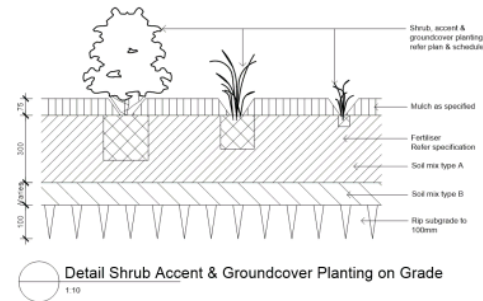 Shrub, accent &
groundcover planting
refer plan & schedule
75
Mulch as specified
300
Fertiliser
Refer specification
Soil mix type A
Varies
Soil mix type B
100
Rip subgrade to
100mm
Detail Shrub Accent & Groundcover Planting on Grade
1:10